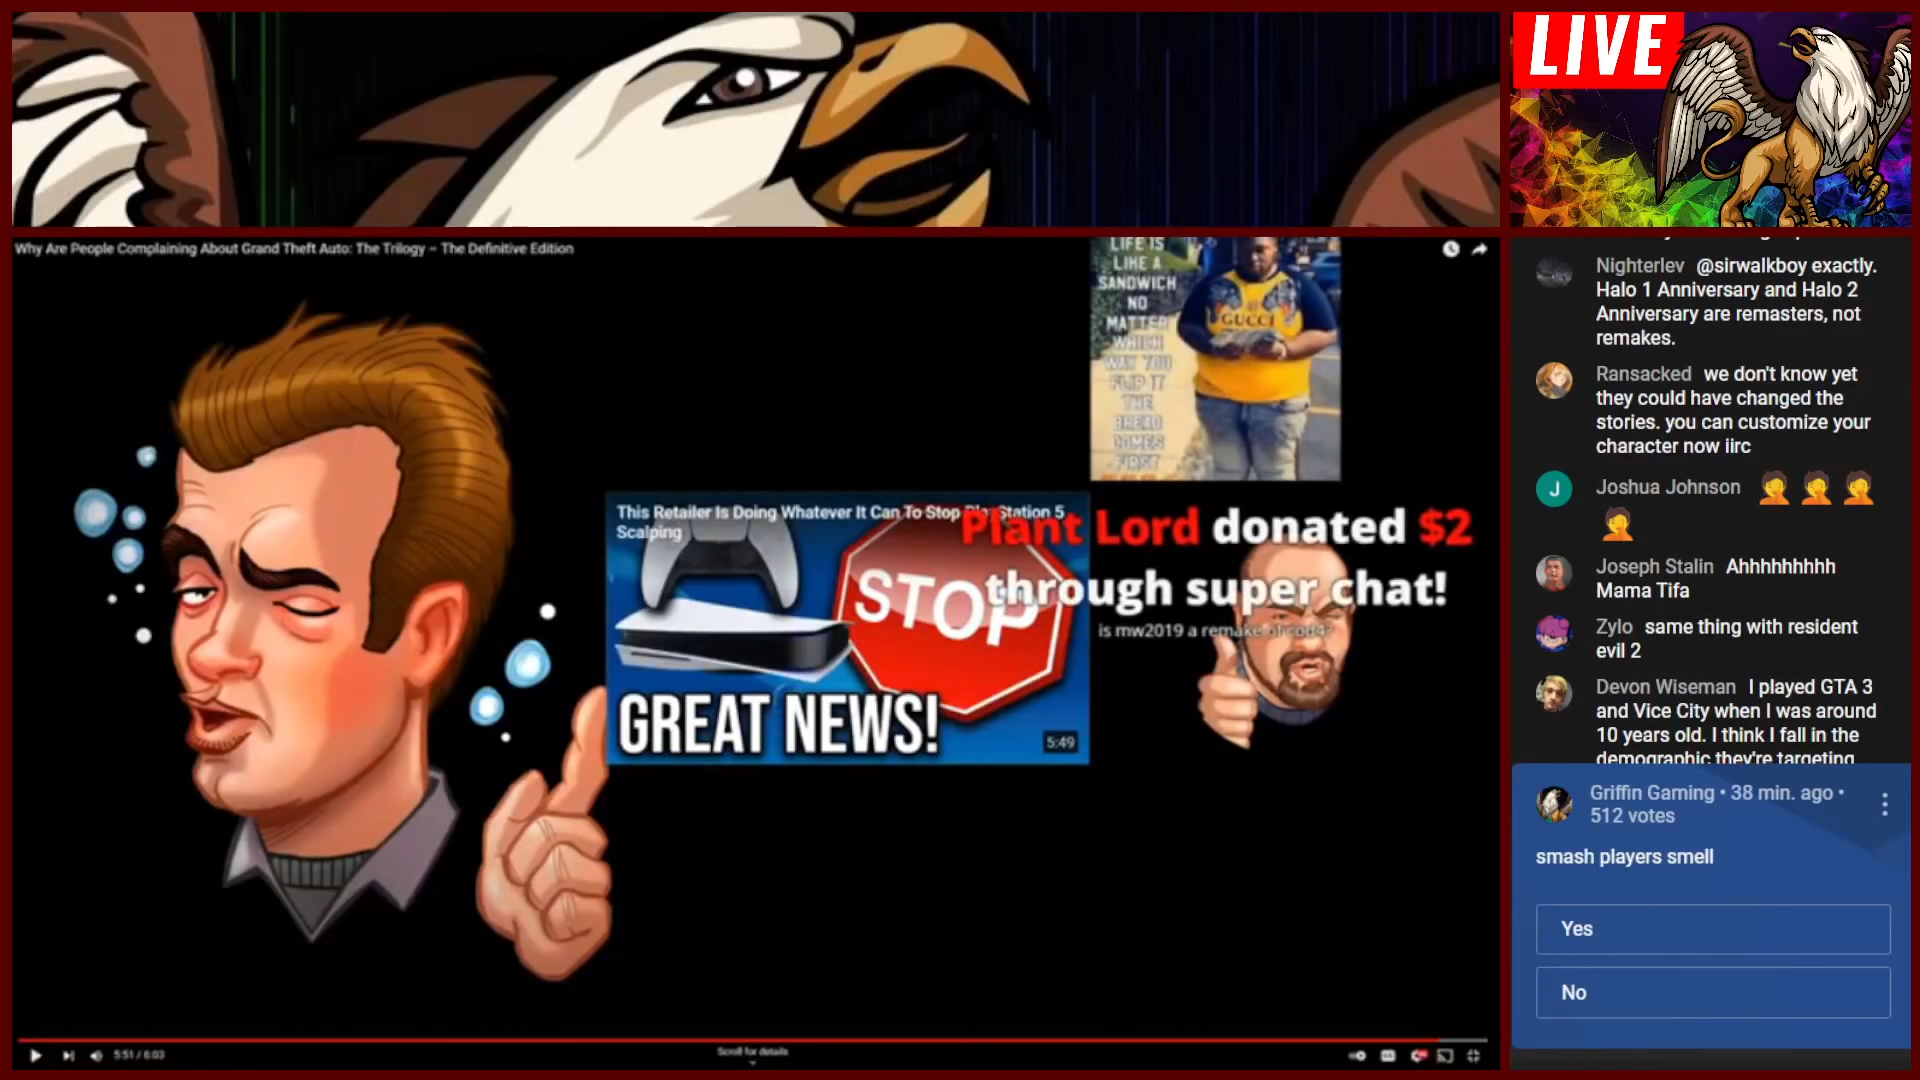 LIVE
Why Are People Complaining About Grand Theft Auto: The Trilogy – The Definitive Edition
LIFE IS
LIKE A
SANDWICH
NO
MATTER
WHICH
WAY YOU
FLIP IT
THE
BREAD
COMES
FIRST
GUCCI
This Retailer Is Doing Whatever It Can To Stop PlayStation 5
Scalping
STOP
GREAT NEWS!
5:49
Plant Lord donated $2
through super chat!
is mw2019 a remake of cod4?
5:51 / 6:03
Scroll for details
Nighterlev @sirwalkboy exactly.
Halo 1 Anniversary and Halo 2
Anniversary are remasters, not
remakes.
Ransacked we don't know yet
they could have changed the
stories. you can customize your
character now iirc
J
Joshua Johnson
Joseph Stalin Ahhhhhhhhh
Mama Tifa
Zylo same thing with resident
evil 2
Devon Wiseman I played GTA 3
and Vice City when I was around
10 years old. I think I fall in the
demographic they're targeting
Griffin Gaming • 38 min. ago •
512 votes
smash players smell
Yes
No